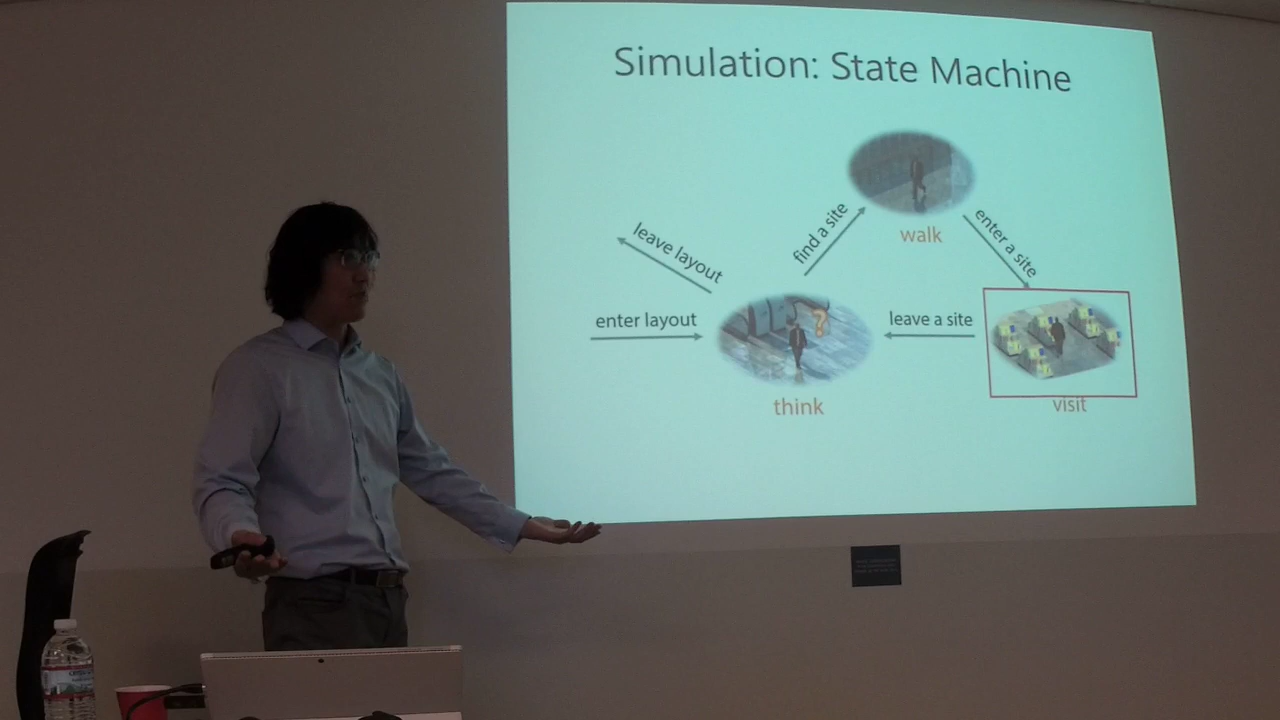 Simulation: State Machine
walk
find a site
enter a site
leave layout
enter layout
?
leave a site
think
visit